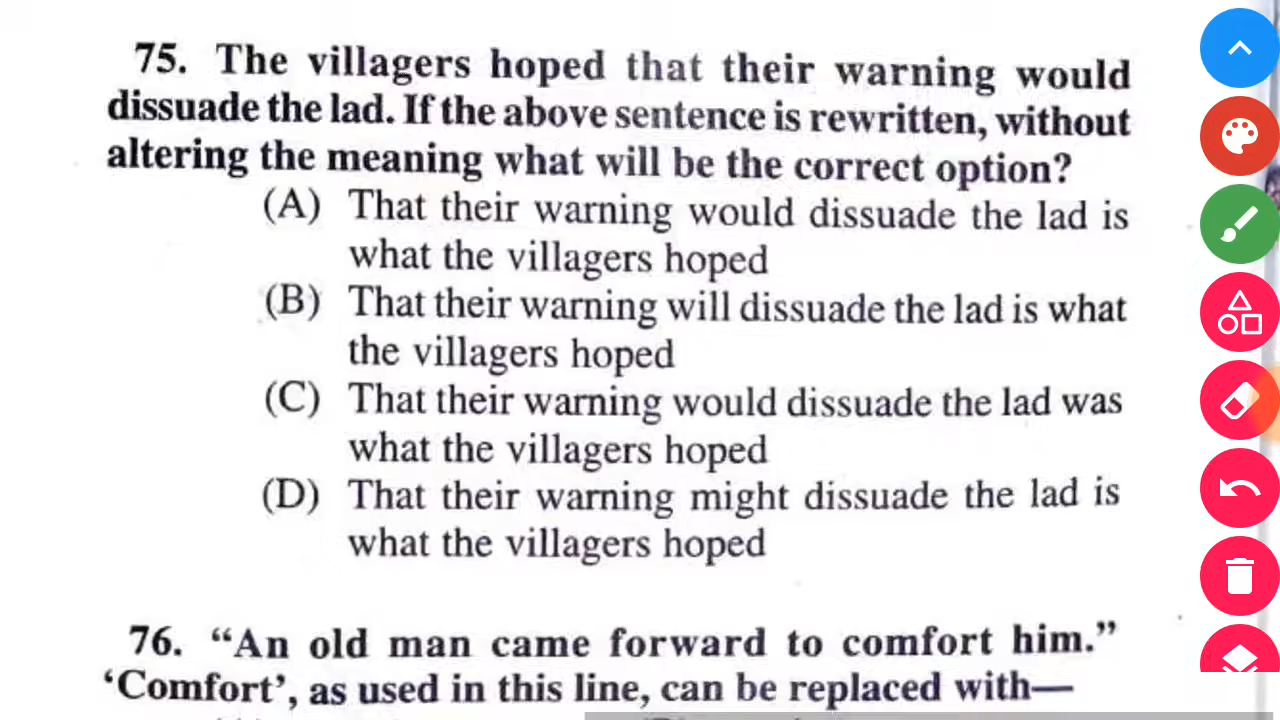 75. The villagers hoped that their warning would
dissuade the lad. If the above sentence is rewritten, without
altering the meaning what will be the correct option?
(A) That their warning would dissuade the lad is
what the villagers hoped
(B) That their warning will dissuade the lad is what
the villagers hoped
(C) That their warning would dissuade the lad was
what the villagers hoped
(D) That their warning might dissuade the lad is
what the villagers hoped
76. “An old man came forward to comfort him.”
‘Comfort’, as used in this line, can be replaced with—